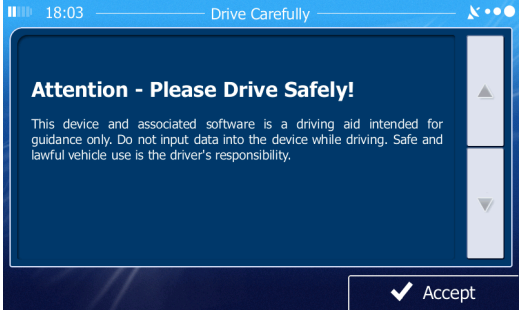 18:03 Drive Carefully
Attention - Please Drive Safely!
This device and associated software is a driving aid intended for
guidance only. Do not input data into the device while driving. Safe and
lawful vehicle use is the driver's responsibility.
Accept